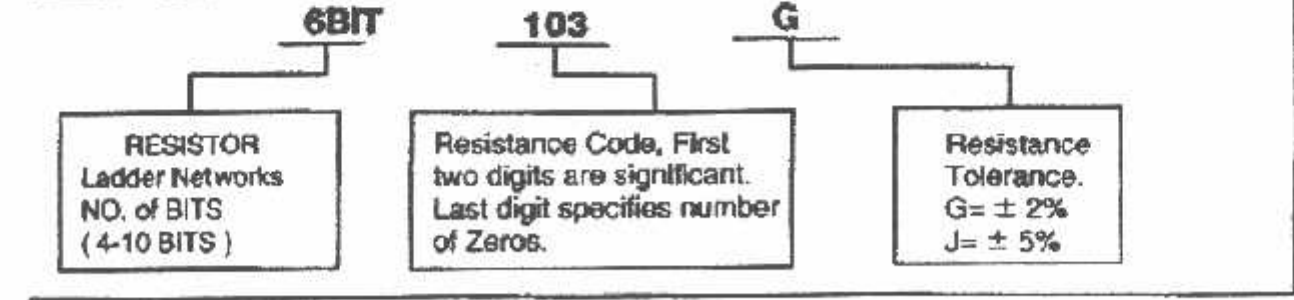 6BIT 103 G
RESISTOR
Ladder Networks
NO. of BITS
( 4-10 BITS )
Resistance Code, First
two digits are significant.
Last digit specifies number
of Zeros.
Resistance
Tolerance.
G= ± 2%
J= ± 5%